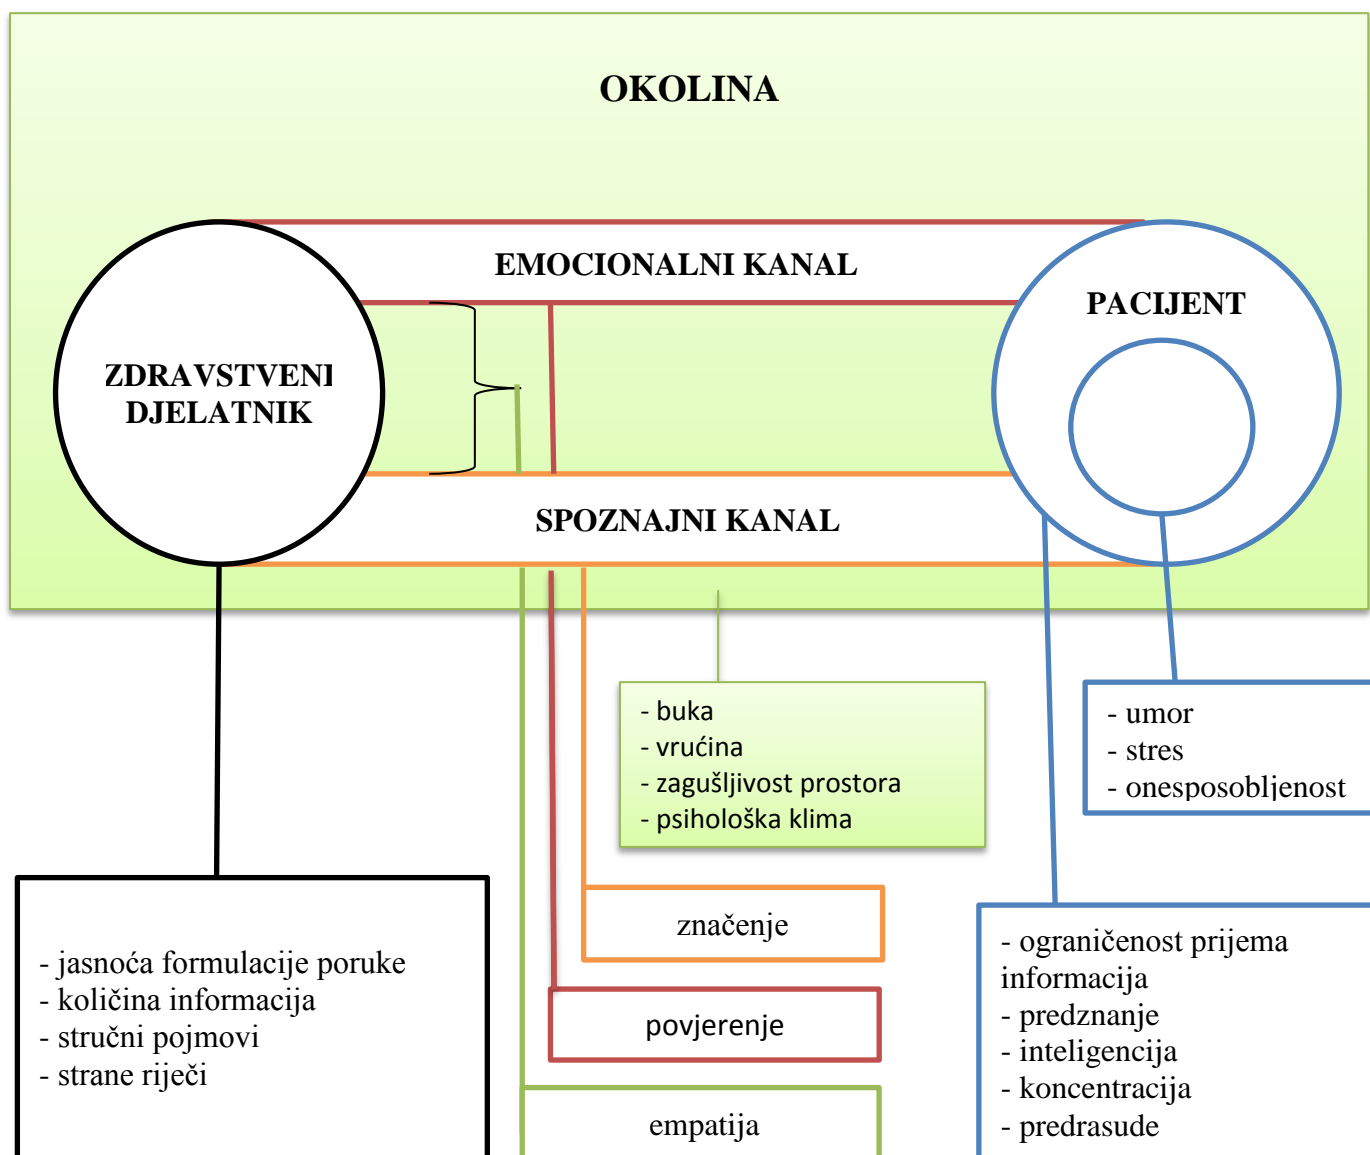 OKOLINA
EMOCIONALNI KANAL
PACIJENT
ZDRAVSTVENI
DJELATNIK
SPOZNAJNI KANAL
- buka
- vrućina
- zagušljivost prostora
- psihološka klima
- umor
- stres
- onesposobljenost
značenje
povjerenje
empatija
- jasnoća formulacije poruke
- količina informacija
- stručni pojmovi
- strane riječi
- ograničenost prijema
informacija
- predznanje
- inteligencija
- koncentracija
- predrasude